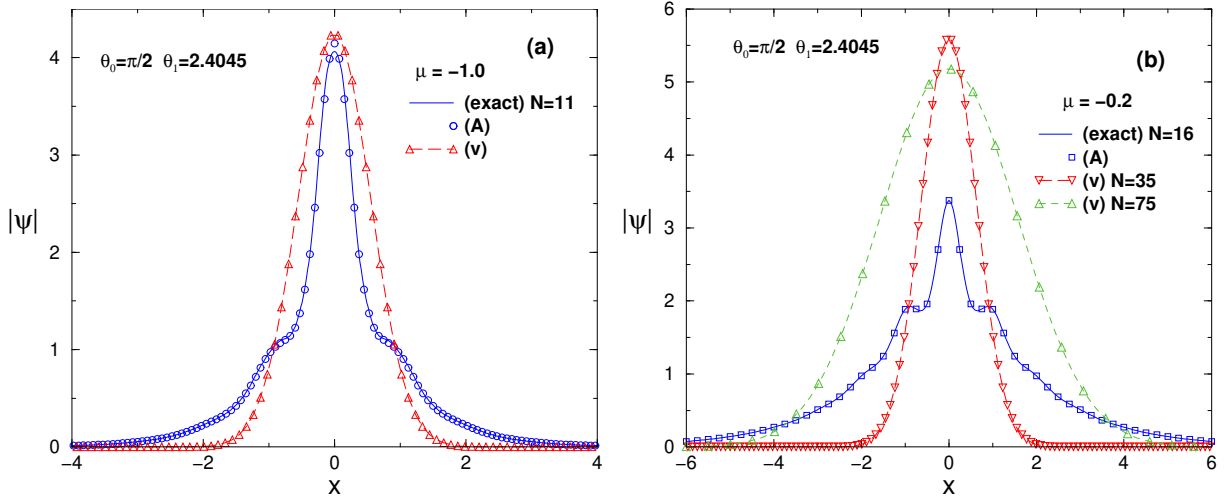 θ₀=π/2 θ₁=2.4045
(a)
μ = −1.0
(exact) N=11
(A)
(v)
|ψ|
4
3
2
1
0
−4
−2
0
2
4
x
θ₀=π/2 θ₁=2.4045
(b)
μ = −0.2
(exact) N=16
(A)
(v) N=35
(v) N=75
|ψ|
6
5
4
3
2
1
0
−6
−4
−2
0
2
4
6
x